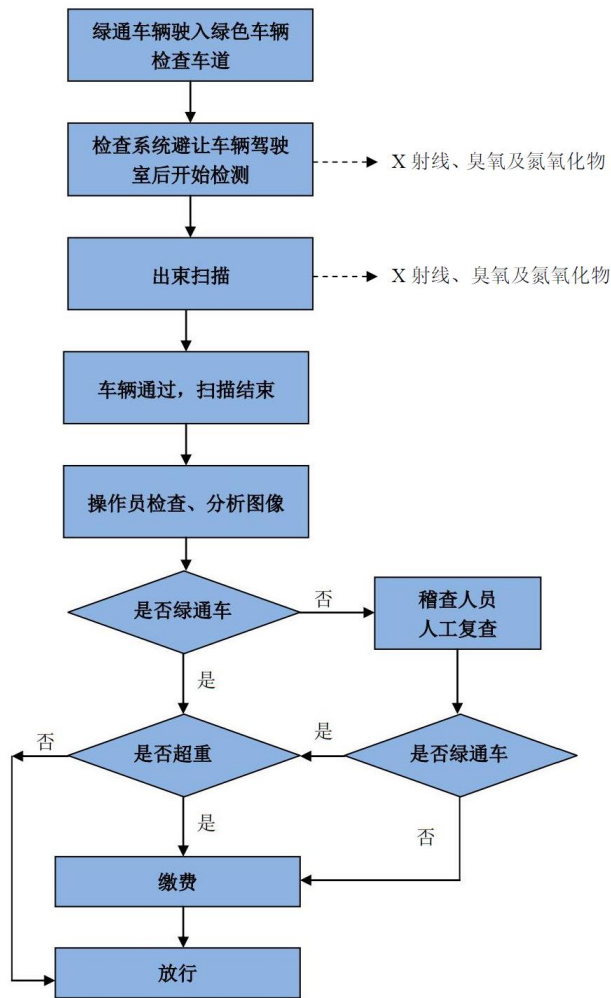 绿通车辆驶入绿色车辆
检查车道
检查系统避让车辆驾驶
室后开始检测
X 射线、臭氧及氮氧化物
出束扫描
X 射线、臭氧及氮氧化物
车辆通过，扫描结束
操作员检查、分析图像
是否绿通车
否
稽查人员
人工复查
是
否
是否超重
是
是否绿通车
是
否
缴费
放行